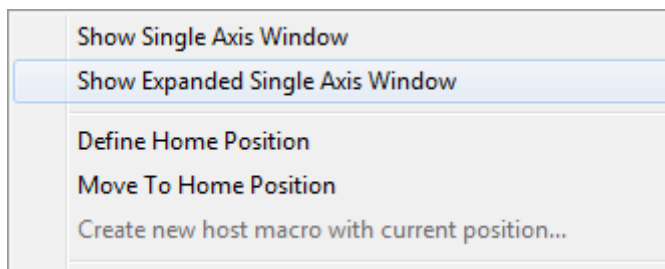 Show Single Axis Window
Show Expanded Single Axis Window
Define Home Position
Move To Home Position
Create new host macro with current position...